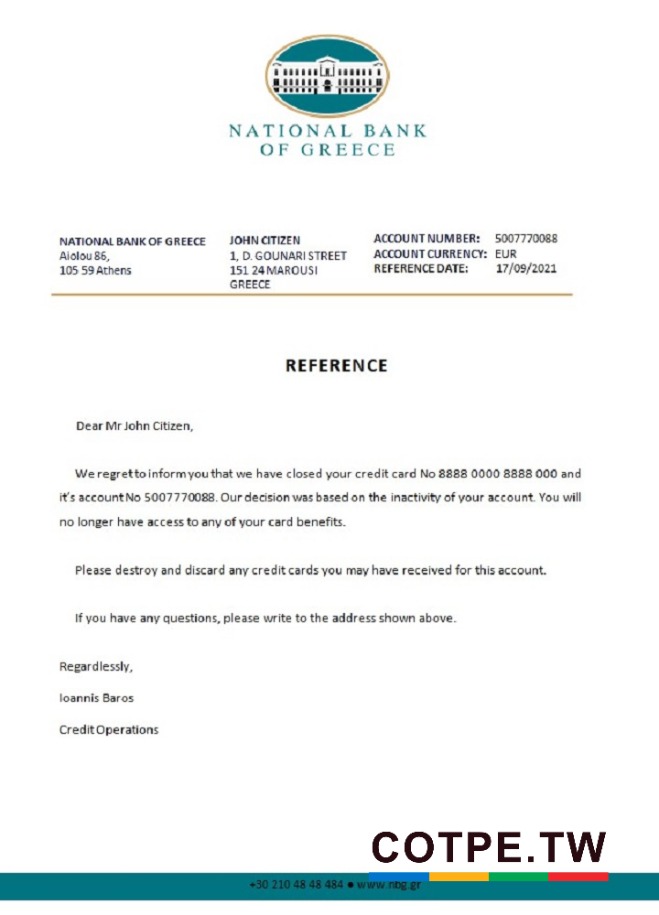 NATIONAL BANK
OF GREECE
NATIONAL BANK OF GREECE
Aiolou 86,
105 59 Athens
JOHN CITIZEN
1, D. GOUNARI STREET
151 24 MAROUSI
GREECE
ACCOUNT NUMBER: 5007770088
ACCOUNT CURRENCY: EUR
REFERENCE DATE: 17/09/2021
REFERENCE
Dear Mr John Citizen,
We regret to inform you that we have closed your credit card No 8888 0000 8888 000 and
it's account No 5007770088. Our decision was based on the inactivity of your account. You will
no longer have access to any of your card benefits.
Please destroy and discard any credit cards you may have received for this account.
If you have any questions, please write to the address shown above.
Regardlessly,
Ioannis Baros
Credit Operations
COTPE.TW
+30 210 48 48 484 ● www.nbg.gr